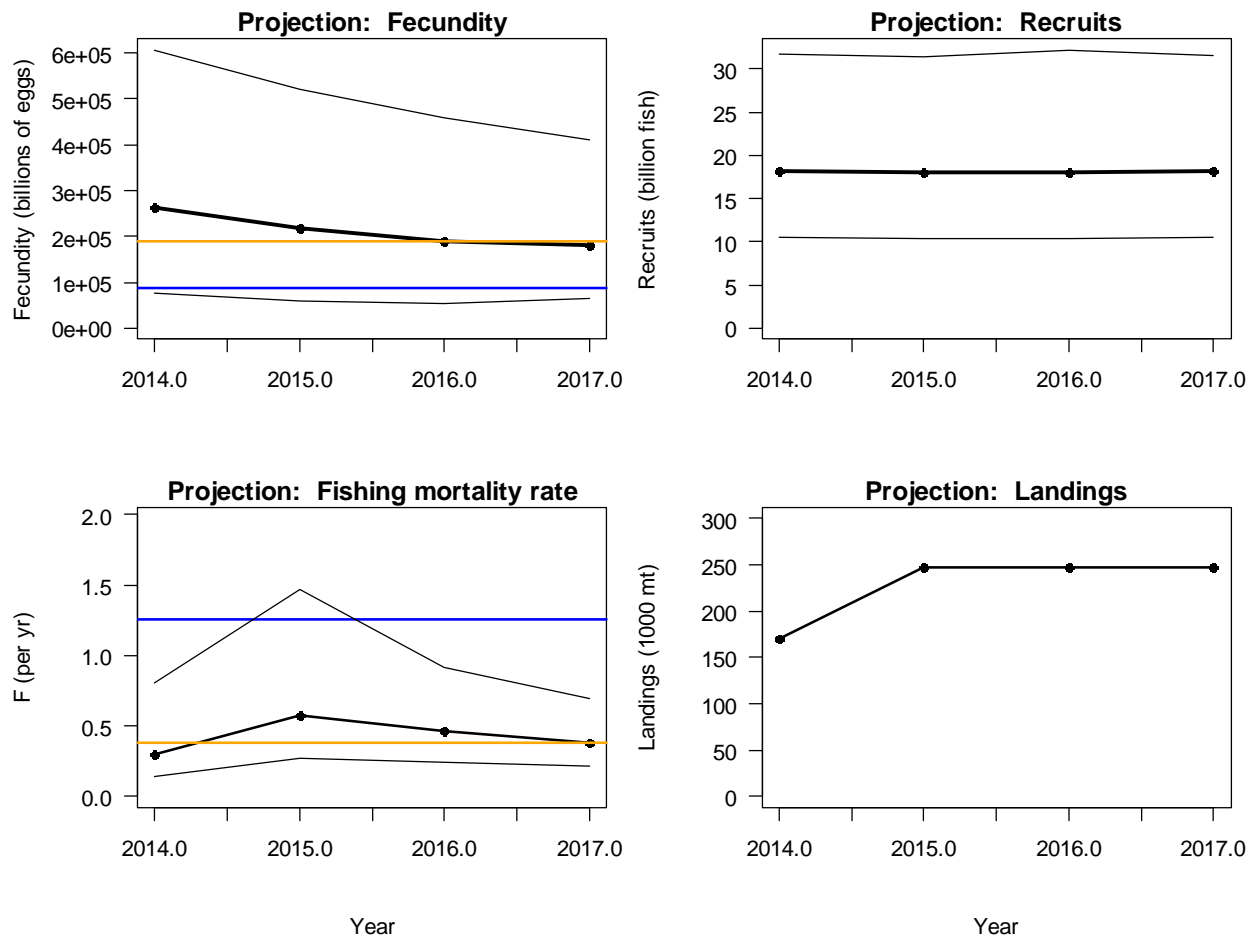 Projection: Fecundity
Fecundity (billions of eggs)
6e+05
5e+05
4e+05
3e+05
2e+05
1e+05
0e+00
2014.0 2015.0 2016.0 2017.0
Projection: Recruits
Recruits (billion fish)
30
25
20
15
10
5
0
2014.0 2015.0 2016.0 2017.0
Projection: Fishing mortality rate
F (per yr)
2.0
1.5
1.0
0.5
0.0
2014.0 2015.0 2016.0 2017.0
Year
Projection: Landings
Landings (1000 mt)
300
250
200
150
100
50
0
2014.0 2015.0 2016.0 2017.0
Year